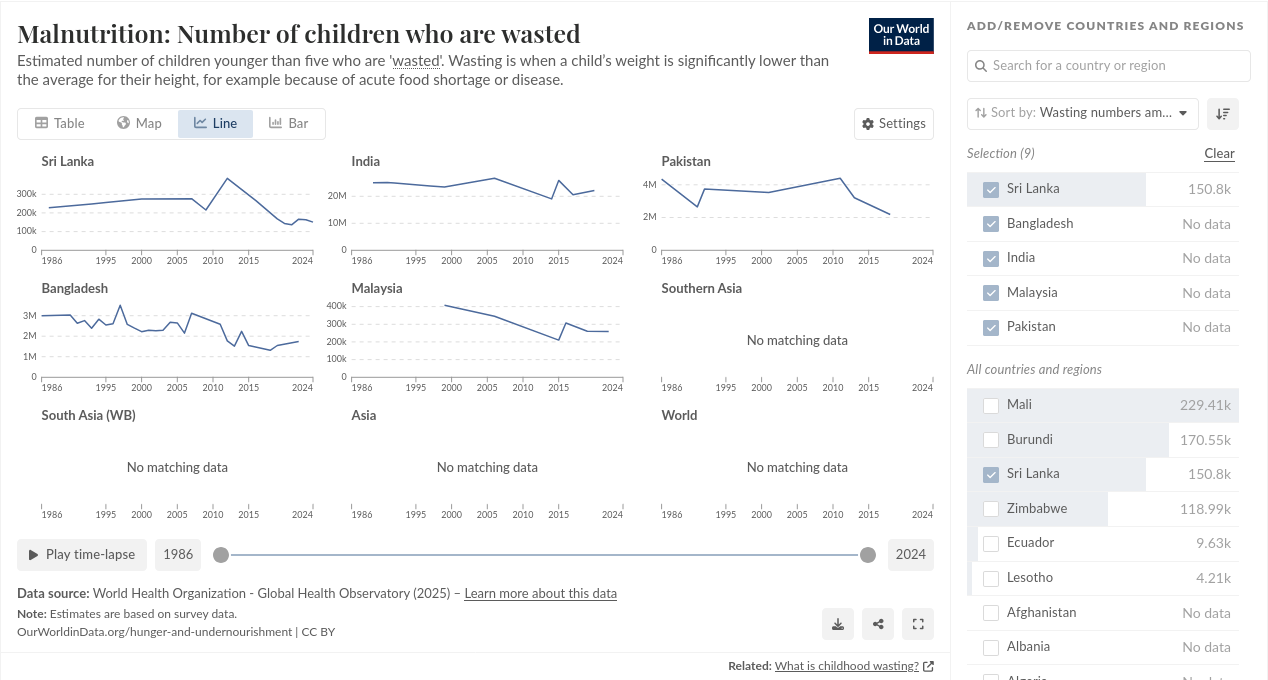 Malnutrition: Number of children who are wasted
Estimated number of children younger than five who are 'wasted'. Wasting is when a child's weight is significantly lower than
the average for their height, for example because of acute food shortage or disease.
Our World
in Data
Table
Map
Line
Bar
Settings
Sri Lanka
300k
200k
100k
0
1986
1995
2000
2005
2010
2015
2024
India
20M
10M
0
1986
1995
2000
2005
2010
2015
2024
Pakistan
4M
2M
0
1986
1995
2000
2005
2010
2015
2024
Bangladesh
3M
2M
1M
0
1986
1995
2000
2005
2010
2015
2024
Malaysia
400k
300k
200k
100k
0
1986
1995
2000
2005
2010
2015
2024
Southern Asia
No matching data
1986
1995
2000
2005
2010
2015
2024
South Asia (WB)
No matching data
1986
1995
2000
2005
2010
2015
2024
Asia
No matching data
1986
1995
2000
2005
2010
2015
2024
World
No matching data
1986
1995
2000
2005
2010
2015
2024
Play time-lapse
1986
2024
Data source: World Health Organization - Global Health Observatory (2025) – Learn more about this data
Note: Estimates are based on survey data.
OurWorldinData.org/hunger-and-undernourishment | CC BY
Related: What is childhood wasting?
ADD/REMOVE COUNTRIES AND REGIONS
Search for a country or region
Sort by: Wasting numbers am...
Selection (9)
Clear
Sri Lanka 150.8k
Bangladesh No data
India No data
Malaysia No data
Pakistan No data
All countries and regions
Mali 229.41k
Burundi 170.55k
Sri Lanka 150.8k
Zimbabwe 118.99k
Ecuador 9.63k
Lesotho 4.21k
Afghanistan No data
Albania No data